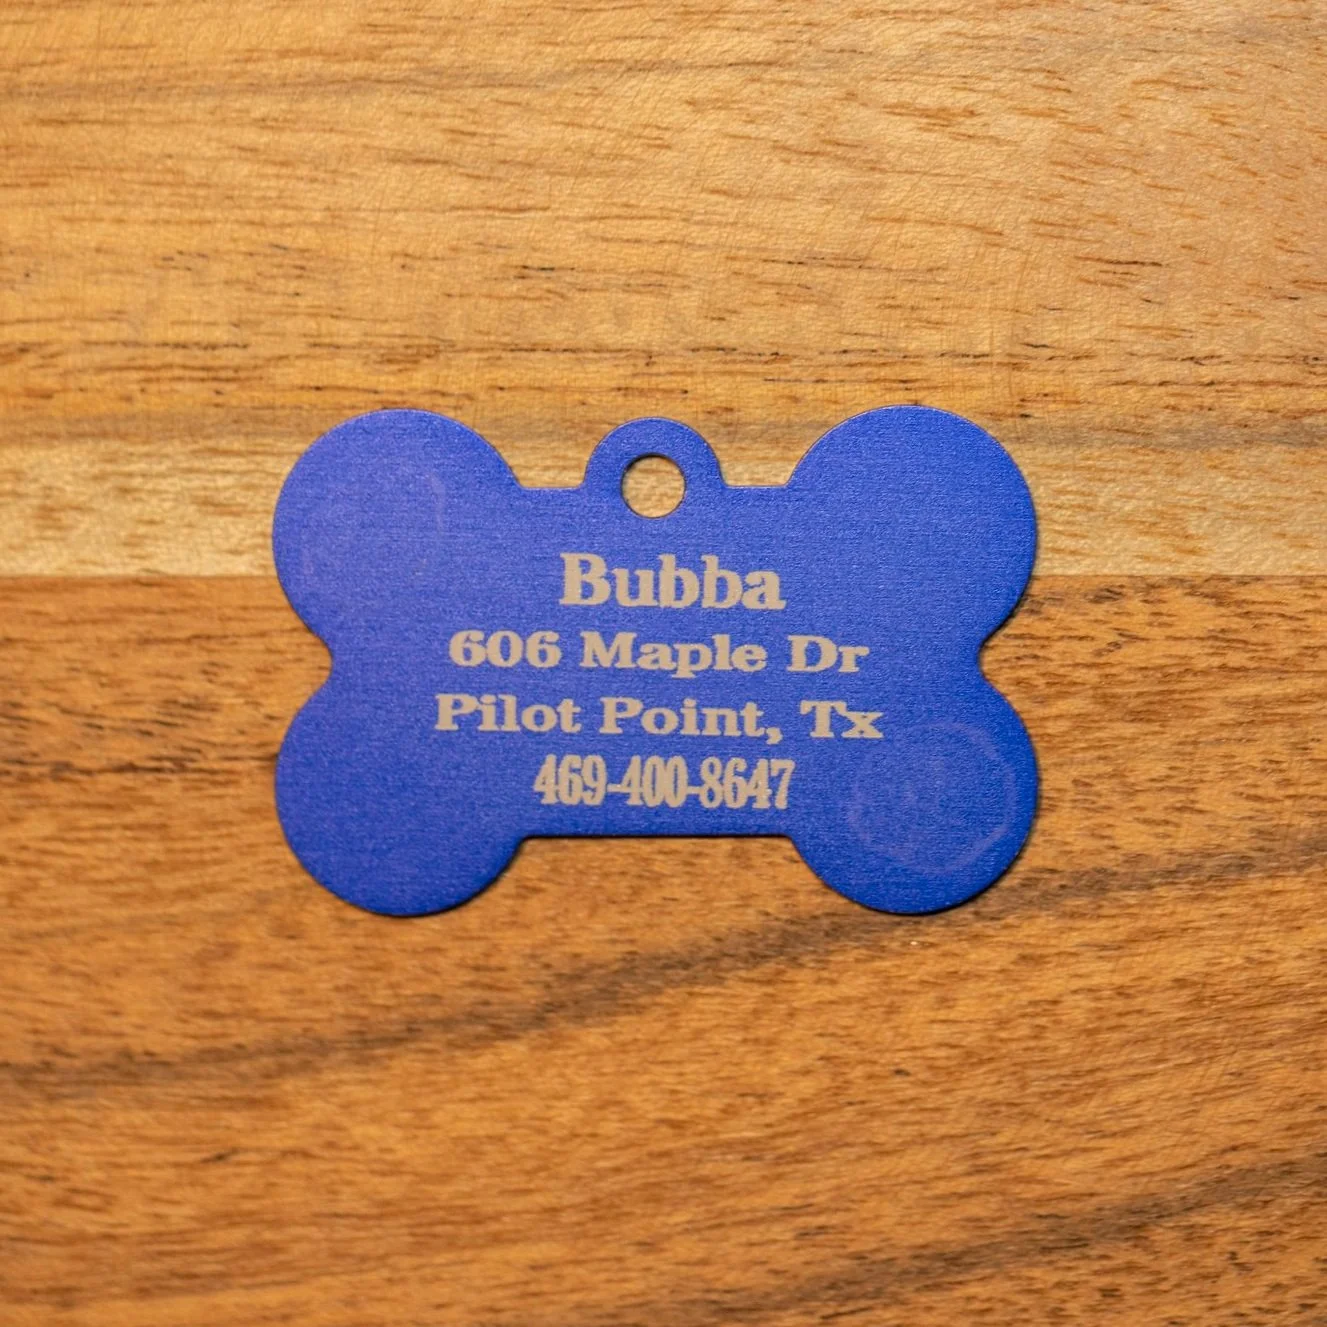 Bubba
606 Maple Dr
Pilot Point, Tx
469-400-8647